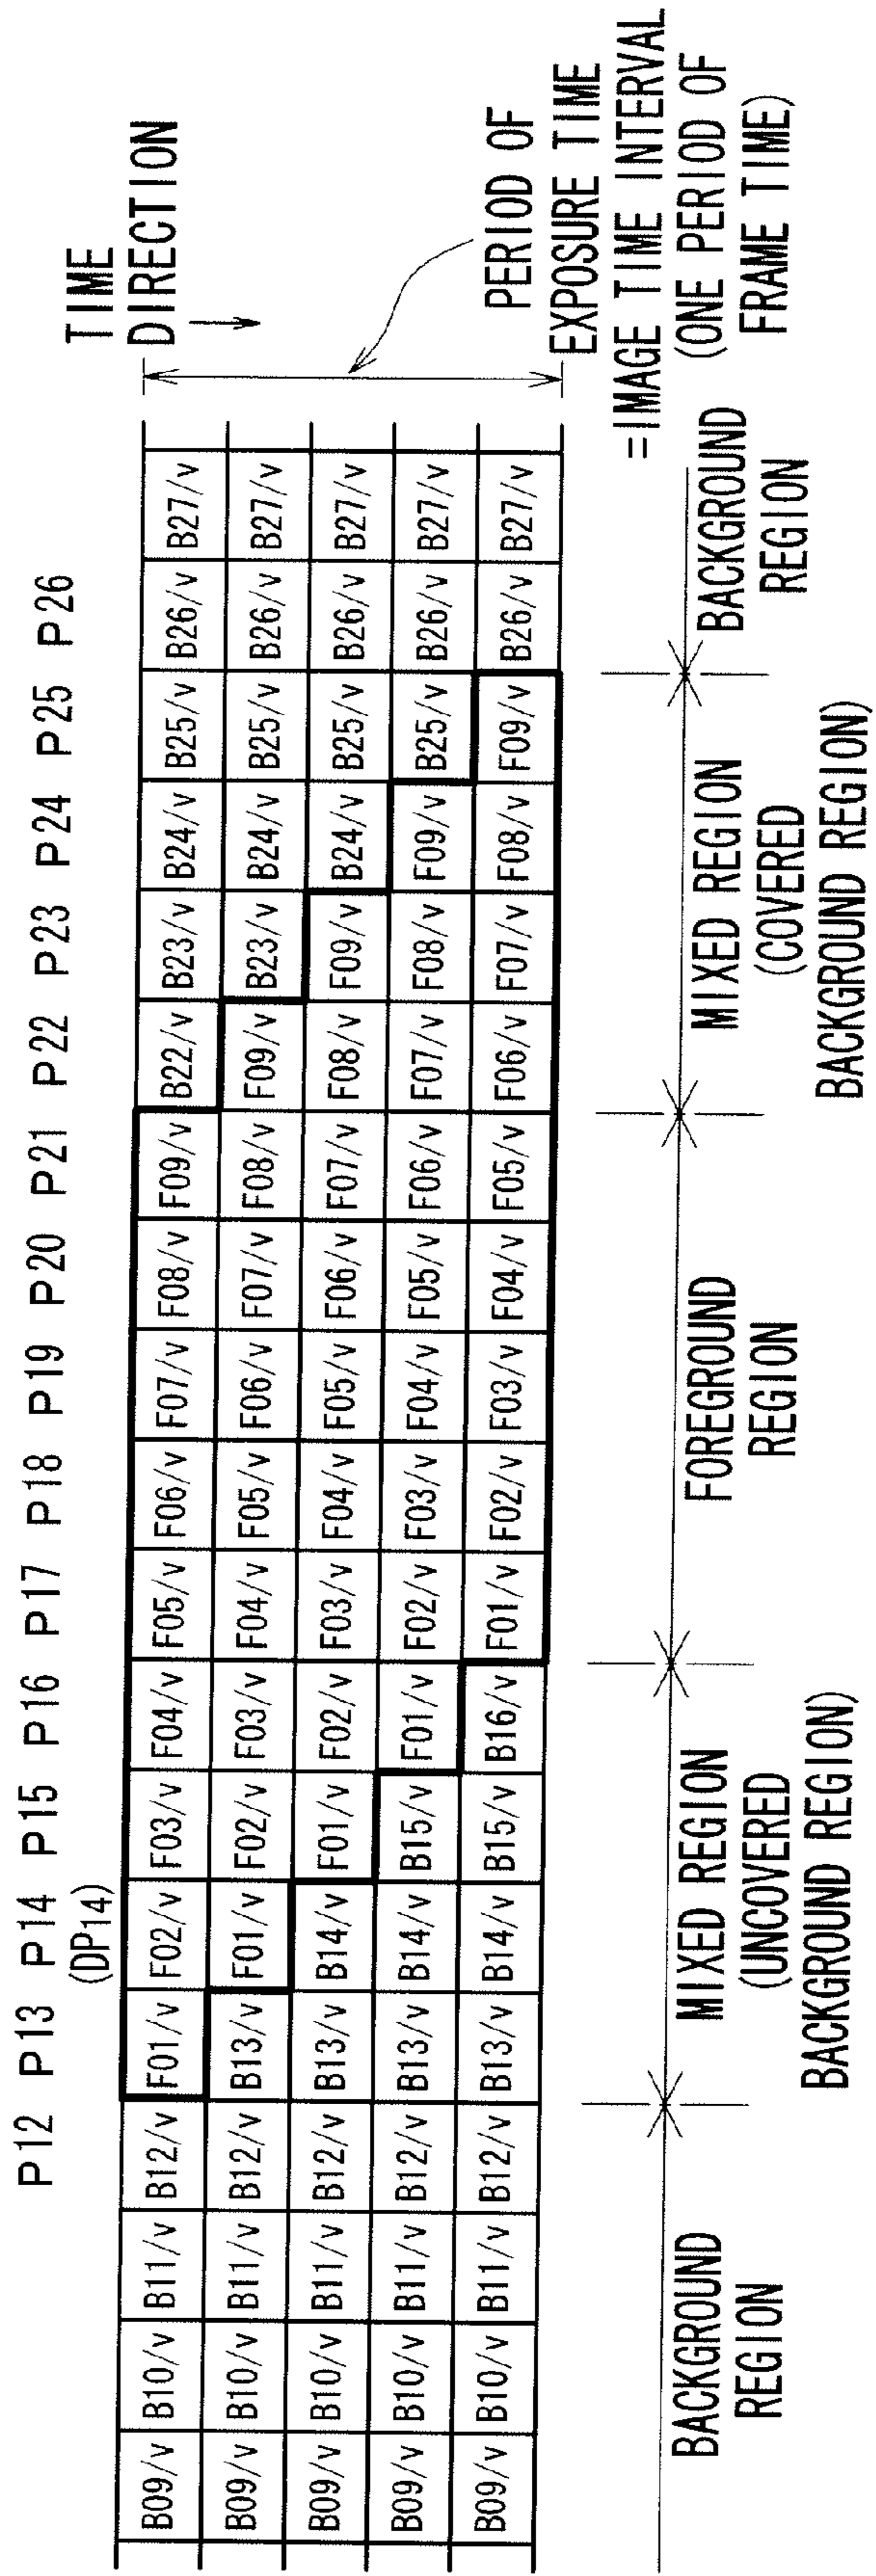 P12 P13 P14 P15 P16 P17 P18 P19 P20 P21 P22 P23 P24 P25 P26
(DP14)
TIME
DIRECTION
B09/v B10/v B11/v B12/v F01/v F02/v F03/v F04/v F05/v F06/v F07/v F08/v F09/v B22/v B23/v B24/v B25/v B26/v B27/v
B09/v B10/v B11/v B12/v B13/v F01/v F02/v F03/v F04/v F05/v F06/v F07/v F08/v F09/v B23/v B24/v B25/v B26/v B27/v
B09/v B10/v B11/v B12/v B13/v B14/v F01/v F02/v F03/v F04/v F05/v F06/v F07/v F08/v F09/v B24/v B25/v B26/v B27/v
B09/v B10/v B11/v B12/v B13/v B14/v B15/v F01/v F02/v F03/v F04/v F05/v F06/v F07/v F08/v F09/v B25/v B26/v B27/v
B09/v B10/v B11/v B12/v B13/v B14/v B15/v B16/v F01/v F02/v F03/v F04/v F05/v F06/v F07/v F08/v F09/v B26/v B27/v
PERIOD OF
EXPOSURE TIME
=IMAGE TIME INTERVAL
(ONE PERIOD OF
FRAME TIME)
BACKGROUND
REGION
MIXED REGION
(UNCOVERED
BACKGROUND REGION)
FOREGROUND
REGION
MIXED REGION
(COVERED
BACKGROUND REGION)
BACKGROUND
REGION